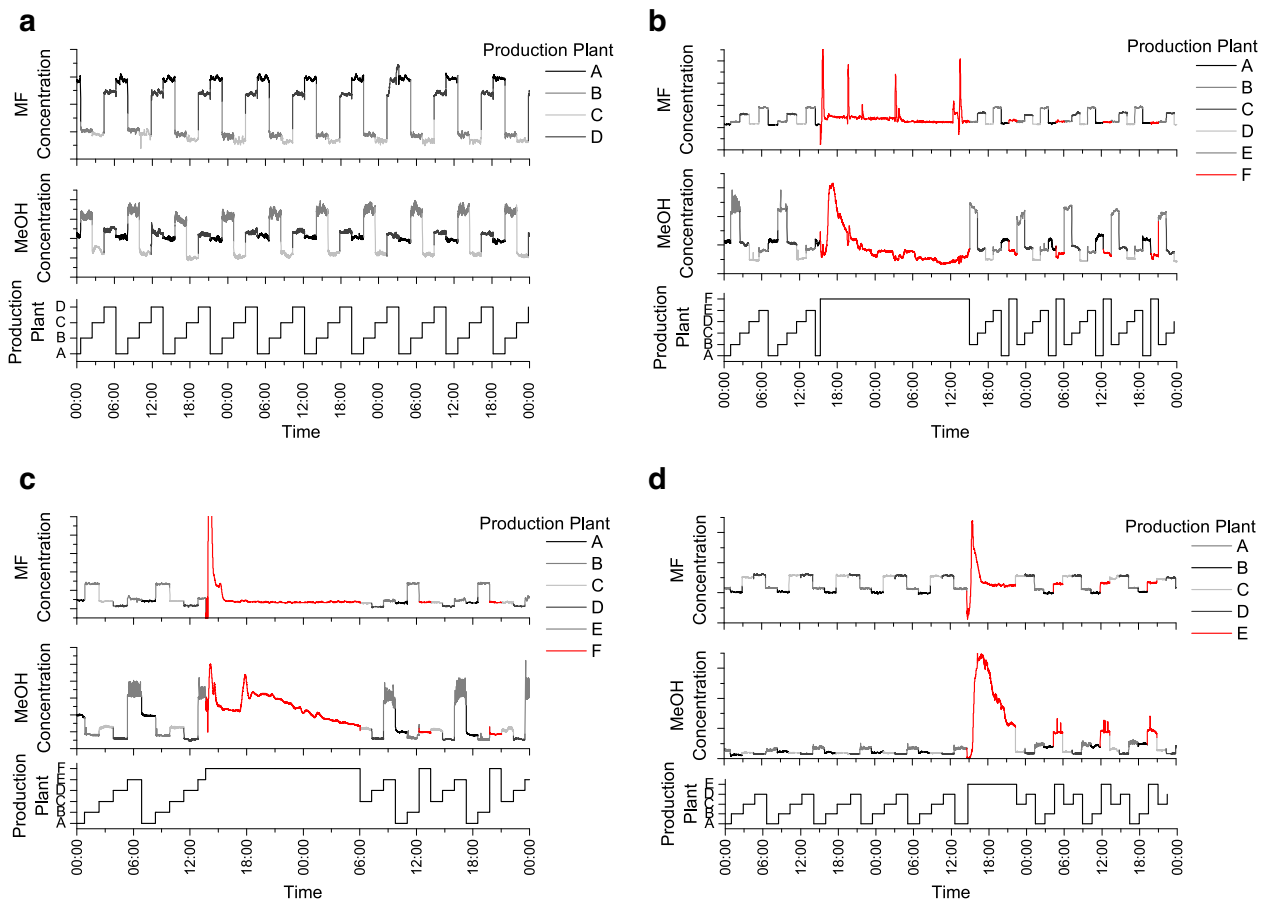 a
Production Plant
A
B
C
D
MF
Concentration
MeOH
Concentration
Production
Plant
D
C
B
A
00:00
06:00
12:00
18:00
00:00
06:00
12:00
18:00
00:00
06:00
12:00
18:00
00:00
Time
b
Production Plant
A
B
C
D
E
F
MF
Concentration
MeOH
Concentration
Production
Plant
F
E
D
C
B
A
00:00
06:00
12:00
18:00
00:00
06:00
12:00
18:00
00:00
06:00
12:00
18:00
00:00
Time
c
Production Plant
A
B
C
D
E
F
MF
Concentration
MeOH
Concentration
Production
Plant
F
E
D
C
B
A
00:00
06:00
12:00
18:00
00:00
06:00
12:00
18:00
00:00
Time
d
Production Plant
A
B
C
D
E
MF
Concentration
MeOH
Concentration
Production
Plant
E
D
C
B
A
00:00
06:00
12:00
18:00
00:00
06:00
12:00
18:00
00:00
06:00
12:00
18:00
00:00
Time